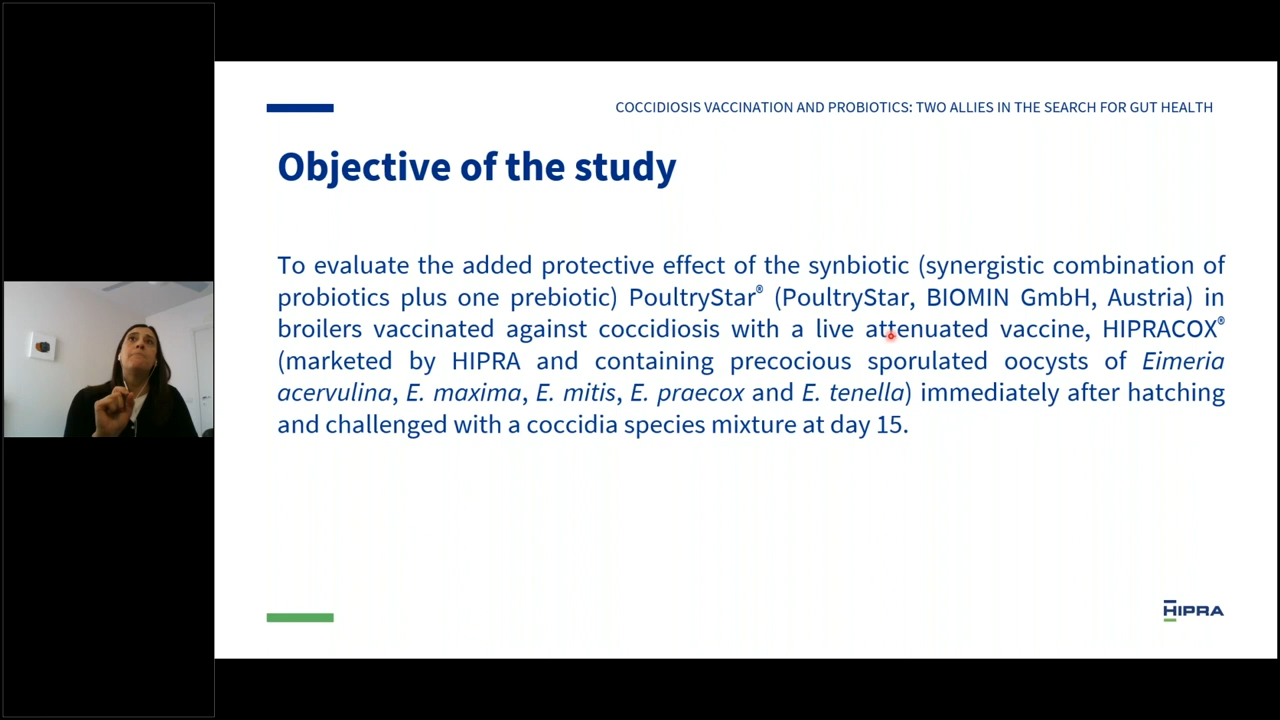 COCCIDIOSIS VACCINATION AND PROBIOTICS: TWO ALLIES IN THE SEARCH FOR GUT HEALTH
Objective of the study
To evaluate the added protective effect of the synbiotic (synergistic combination of
probiotics plus one prebiotic) PoultryStar® (PoultryStar, BIOMIN GmbH, Austria) in
broilers vaccinated against coccidiosis with a live attenuated vaccine, HIPRACOX®
(marketed by HIPRA and containing precocious sporulated oocysts of Eimeria
acervulina, E. maxima, E. mitis, E. praecox and E. tenella) immediately after hatching
and challenged with a coccidia species mixture at day 15.
HIPRA